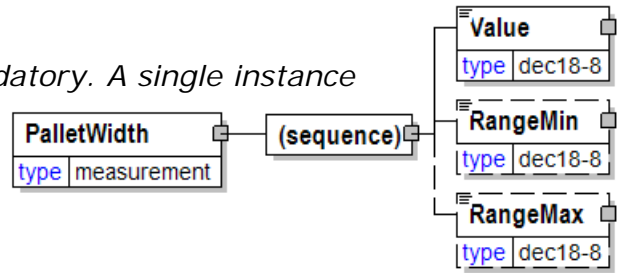 Value
type dec18-8
datory. A single instance
PalletWidth
type measurement
(sequence)
RangeMin
type dec18-8
RangeMax
type dec18-8